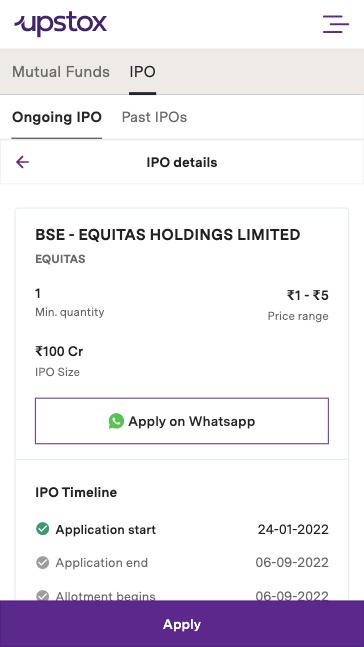 upstox
Mutual Funds IPO
Ongoing IPO Past IPOs
IPO details
BSE - EQUITAS HOLDINGS LIMITED
EQUITAS
1 ₹1 - ₹5
Min. quantity Price range
₹100 Cr
IPO Size
Apply on Whatsapp
IPO Timeline
Application start 24-01-2022
Application end 06-09-2022
Allotment begins 06-09-2022
Apply